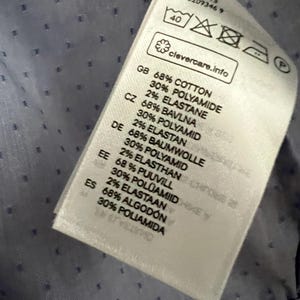 40
P
clevercare.info
GB 68% COTTON
30% POLYAMIDE
2% ELASTANE
CZ 68% BAVLNA
30% POLYAMID
2% ELASTAN
DE 68% BAUMWOLLE
30% POLYAMID
2% ELASTHAN
EE 68% PUUVILL
30% POLÜAMIID
2% ELASTAAN
ES 68% ALGODÓN
30% POLIAMIDA